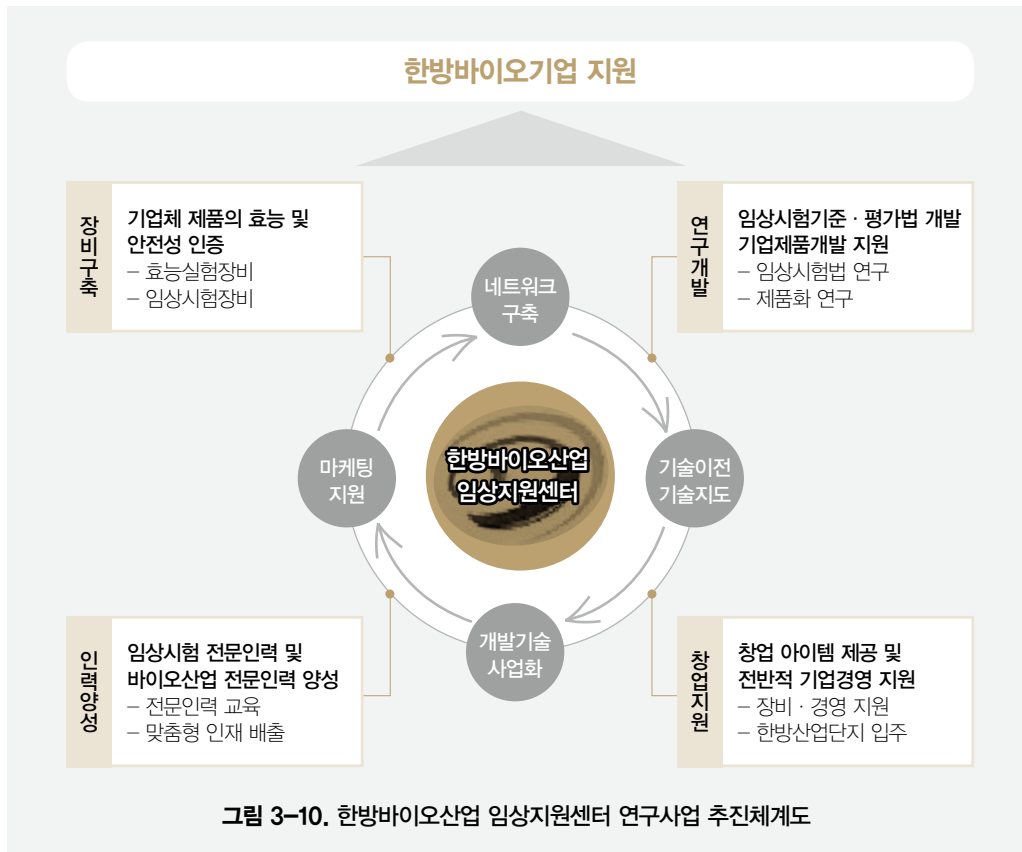 한방바이오기업 지원
장비구축
기업체 제품의 효능 및
안전성 인증
– 효능실험장비
– 임상시험장비
연구개발
임상시험기준 · 평가법 개발
기업제품개발 지원
– 임상시험법 연구
– 제품화 연구
네트워크
구축
마케팅
지원
한방바이오산업
임상지원센터
기술이전
기술지도
개발기술
사업화
인력양성
임상시험 전문인력 및
바이오산업 전문인력 양성
– 전문인력 교육
– 맞춤형 인재 배출
창업지원
창업 아이템 제공 및
전반적 기업경영 지원
– 장비 · 경영 지원
– 한방산업단지 입주
그림 3–10. 한방바이오산업 임상지원센터 연구사업 추진체계도